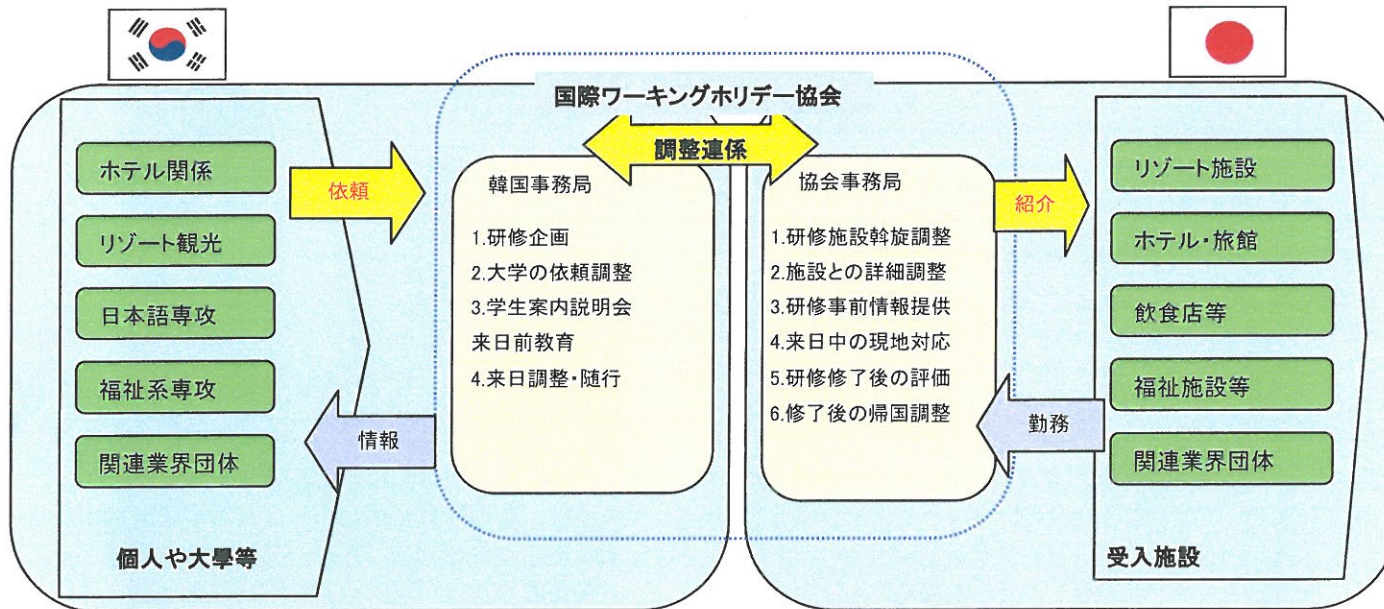 国際ワーキングホリデー協会
調整連係
ホテル関係
リゾート観光
日本語専攻
福祉系専攻
関連業界団体
個人や大學等
依頼
情報
韓国事務局
1.研修企画
2.大学の依頼調整
3.学生案内説明会
来日前教育
4.来日調整・随行
協会事務局
1.研修施設斡旋調整
2.施設との詳細調整
3.研修事前情報提供
4.来日中の現地対応
5.研修修了後の評価
6.修了後の帰国調整
紹介
勤務
リゾート施設
ホテル・旅館
飲食店等
福祉施設等
関連業界団体
受入施設